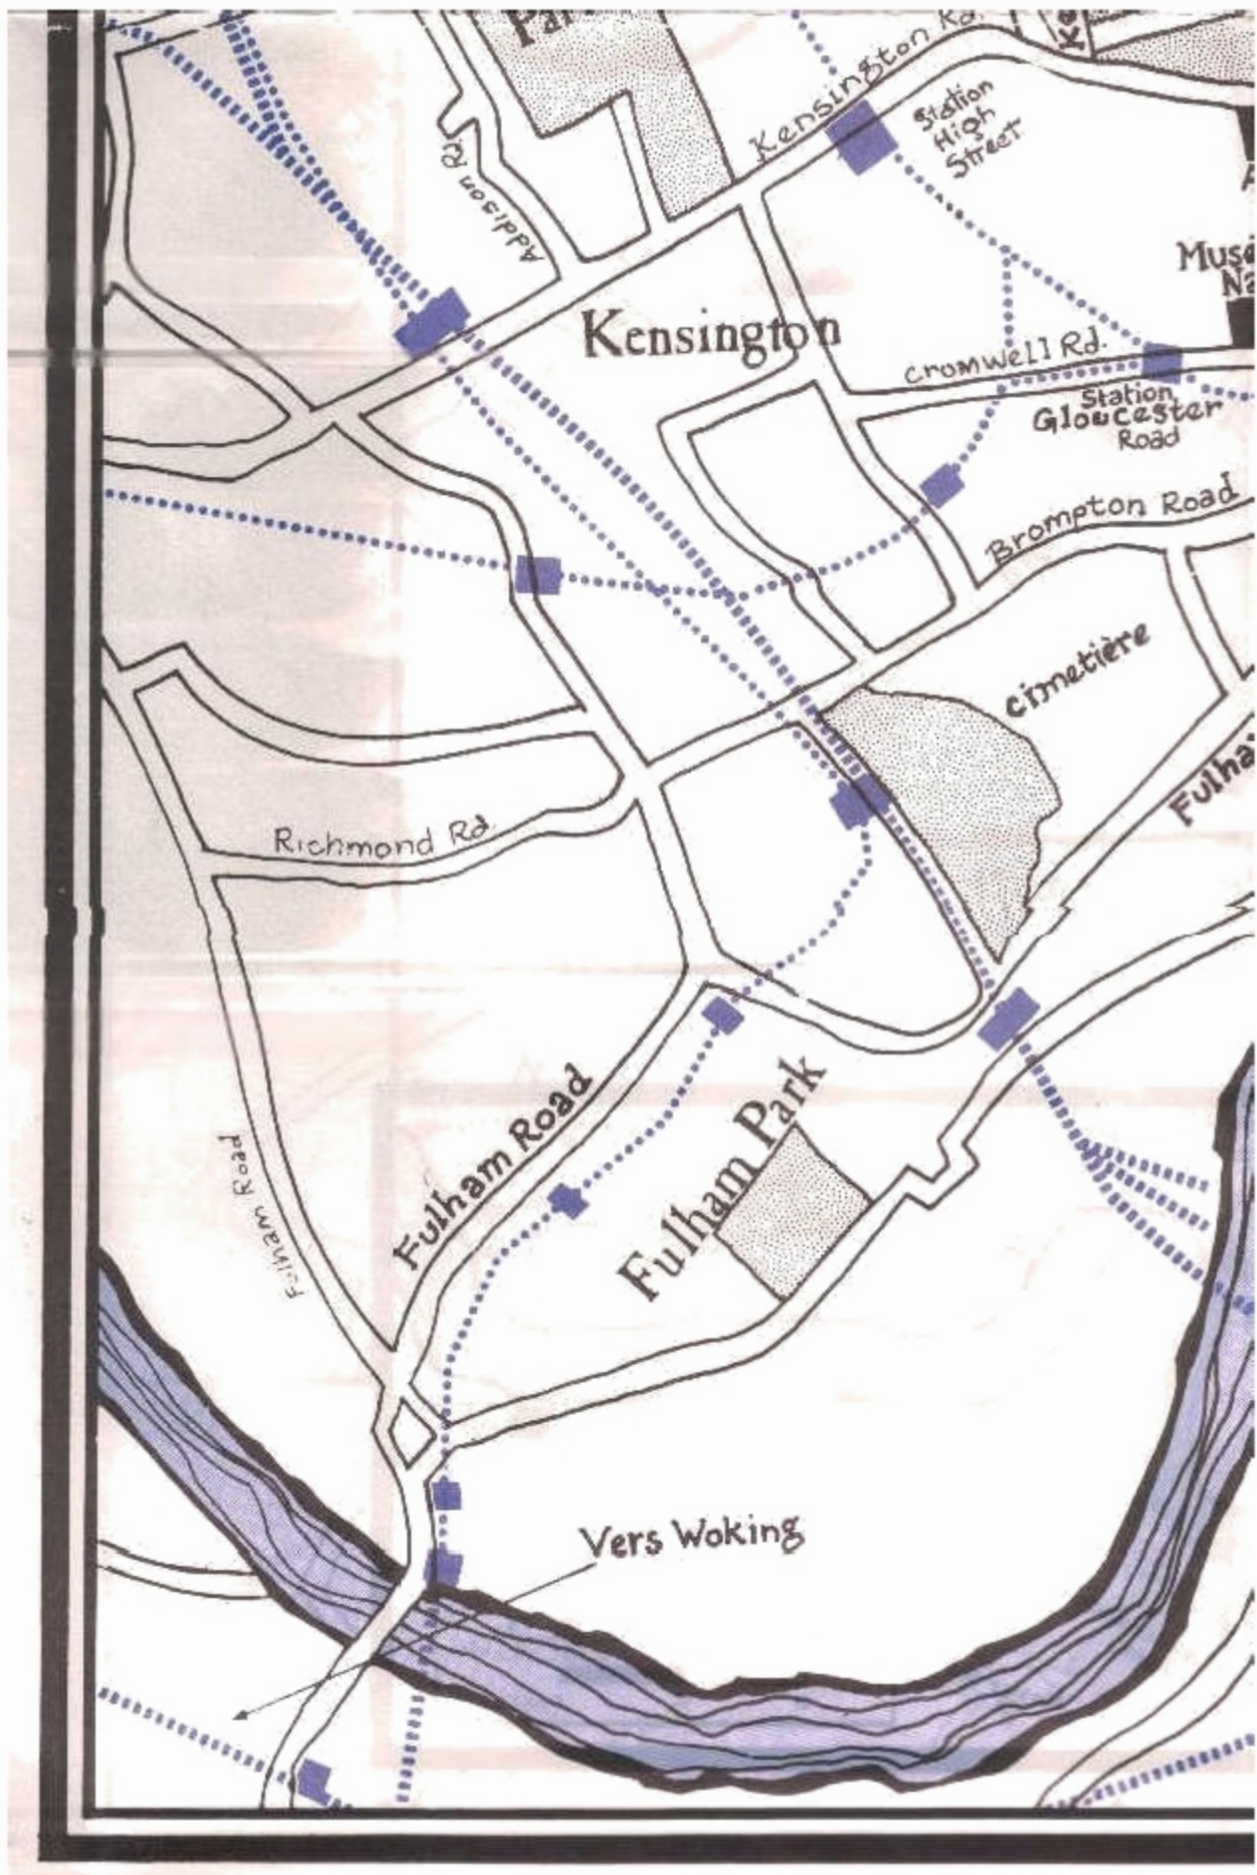 Kensington Rd.
Station
High
Street
Addison Rd.
Kensington
Cromwell Rd.
Station
Gloucester
Road
Brompton Road
cimetière
Richmond Rd.
Fulham Road
Fulham Road
Fulham Park
Vers Woking